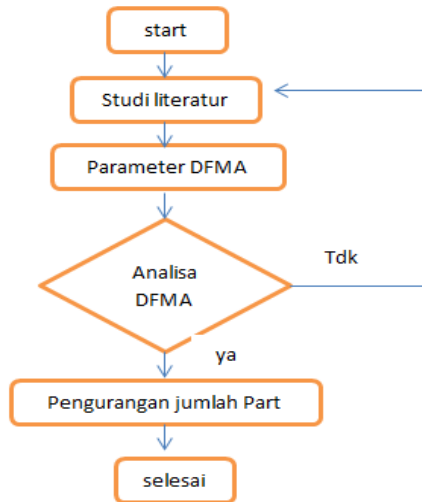 start
Studi literatur
Parameter DFMA
Analisa
DFMA
Tdk
ya
Pengurangan jumlah Part
selesai